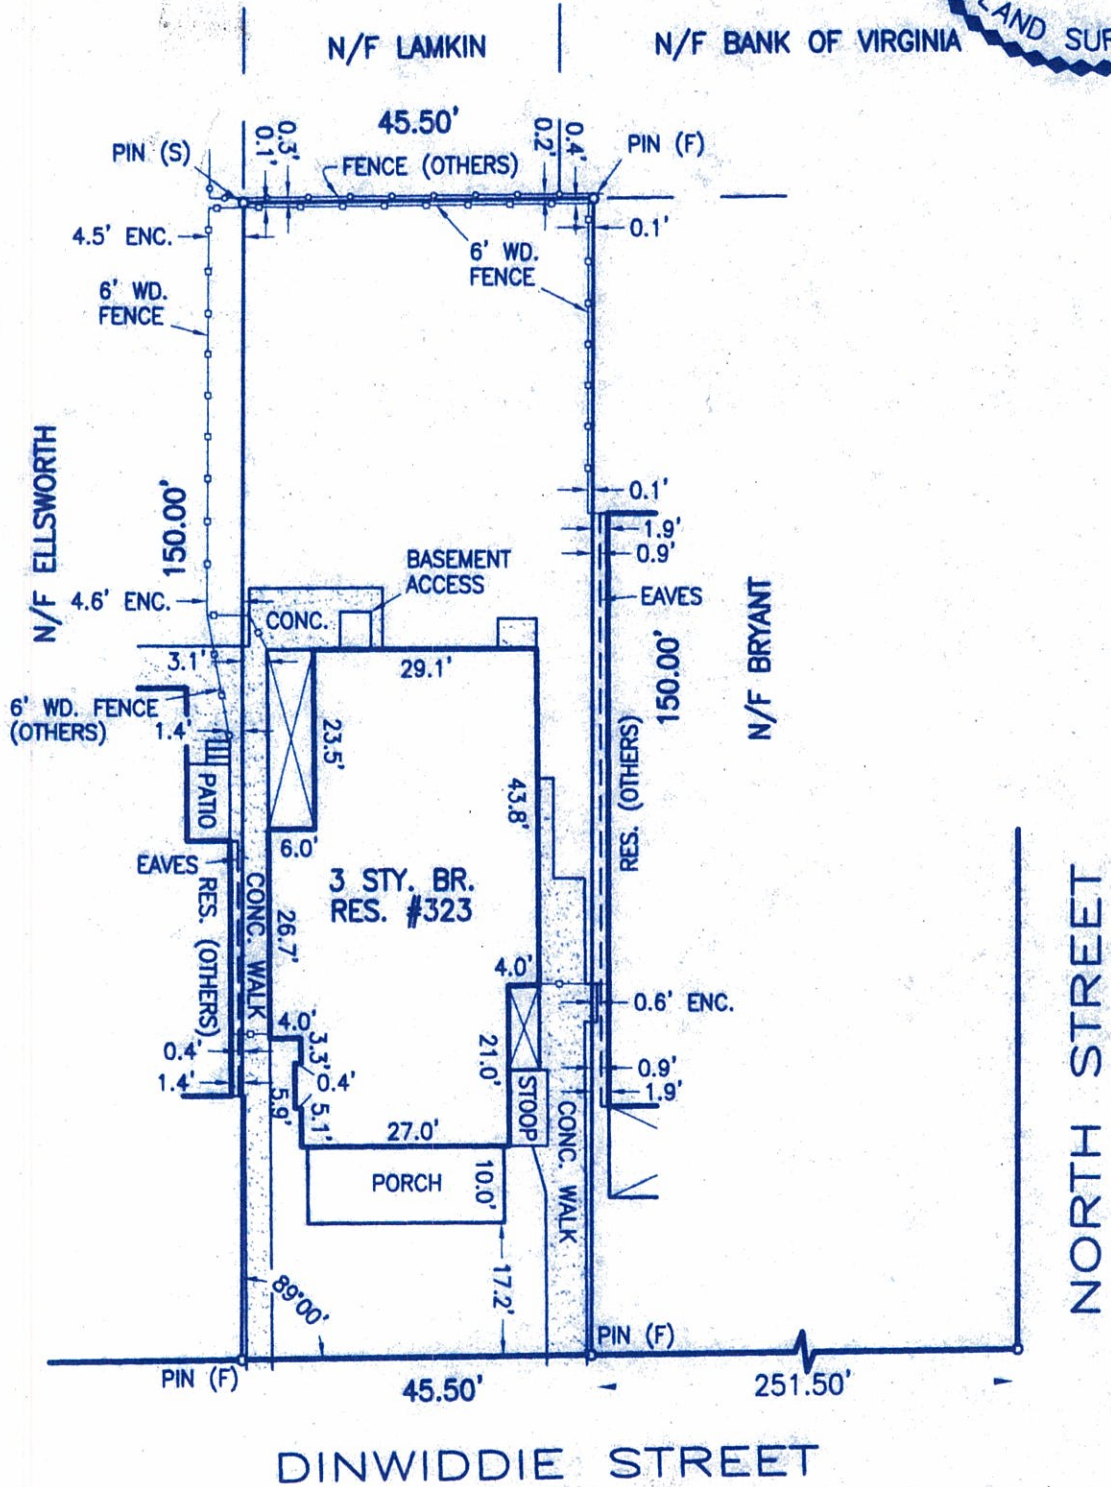 LAND SUR
N/F LAMKIN
N/F BANK OF VIRGINIA
45.50'
0.1'
0.3'
0.2'
0.4'
PIN (S)
FENCE (OTHERS)
PIN (F)
4.5' ENC.
0.1'
6' WD.
FENCE
6' WD.
FENCE
N/F ELLSWORTH
150.00'
0.1'
1.9'
0.9'
BASEMENT
ACCESS
EAVES
4.6' ENC.
CONC.
150.00'
N/F BRYANT
3.1'
29.1'
6' WD. FENCE
(OTHERS)
1.4'
23.5'
43.8'
RES. (OTHERS)
PATIO
6.0'
EAVES
RES. (OTHERS)
CONC. WALK
26.7'
3 STY. BR.
RES. #323
4.0'
0.6' ENC.
4.0'
3.3'
0.4'
1.4'
0.4'
5.9'
5.1'
21.0'
0.9'
1.9'
STOOP
CONC. WALK
27.0'
PORCH
10.0'
17.2'
89°00'
PIN (F)
PIN (F)
45.50'
251.50'
NORTH STREET
DINWIDDIE STREET